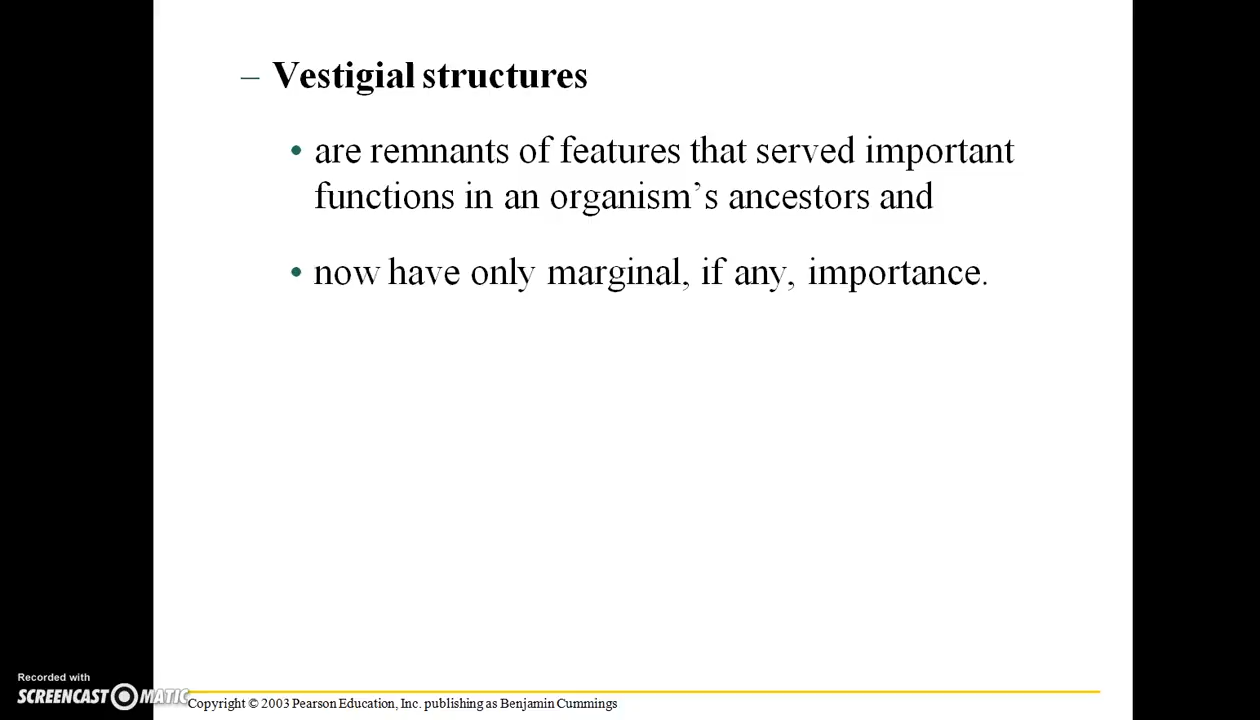 – Vestigial structures
• are remnants of features that served important
functions in an organism’s ancestors and
• now have only marginal, if any, importance.
Recorded with
SCREENCAST MATIC
Copyright © 2003 Pearson Education, Inc. publishing as Benjamin Cummings